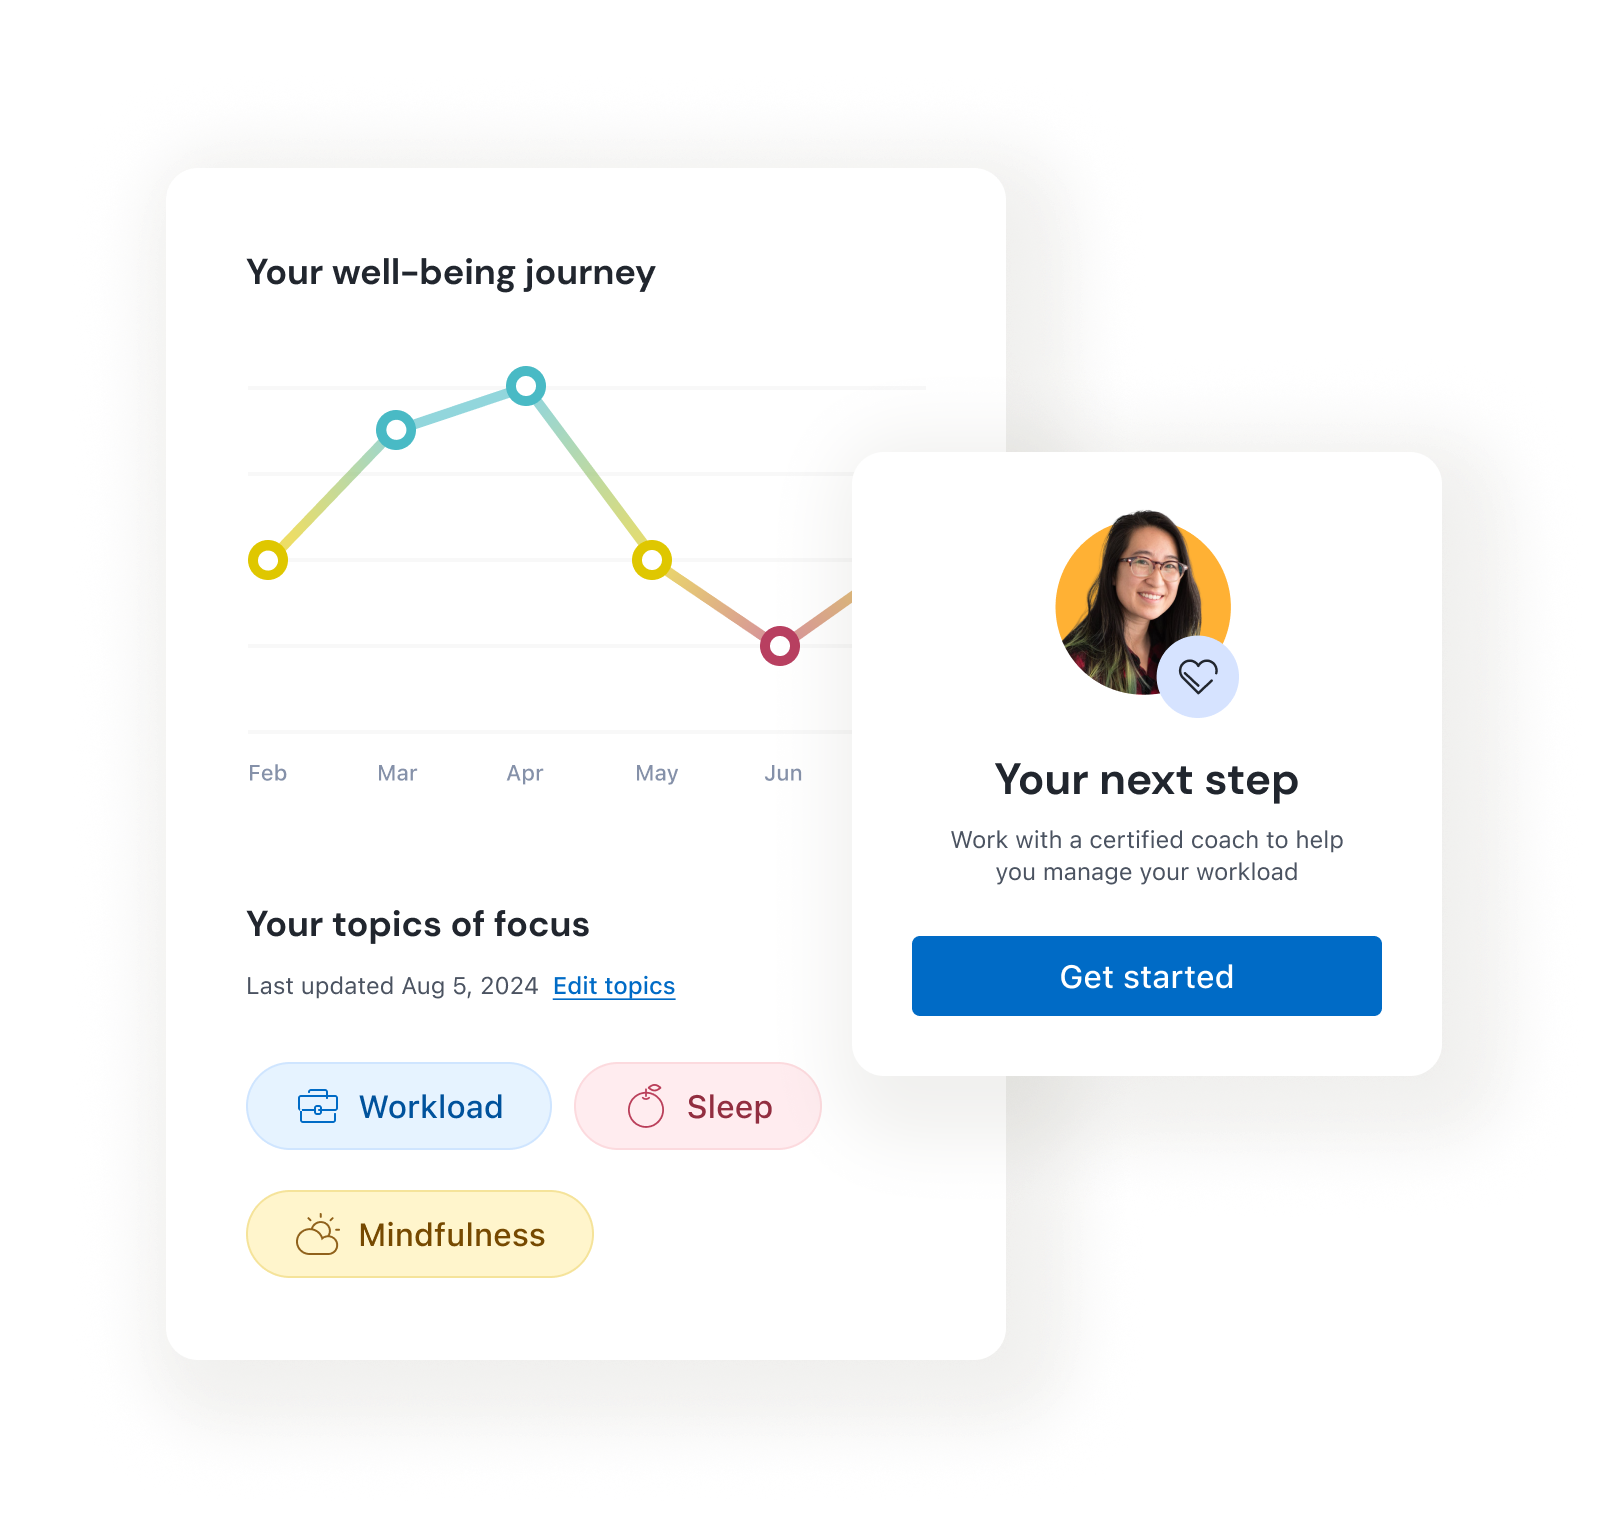 Your well-being journey
Feb Mar Apr May Jun
Your next step
Work with a certified coach to help
you manage your workload
Get started
Your topics of focus
Last updated Aug 5, 2024 Edit topics
Workload Sleep
Mindfulness